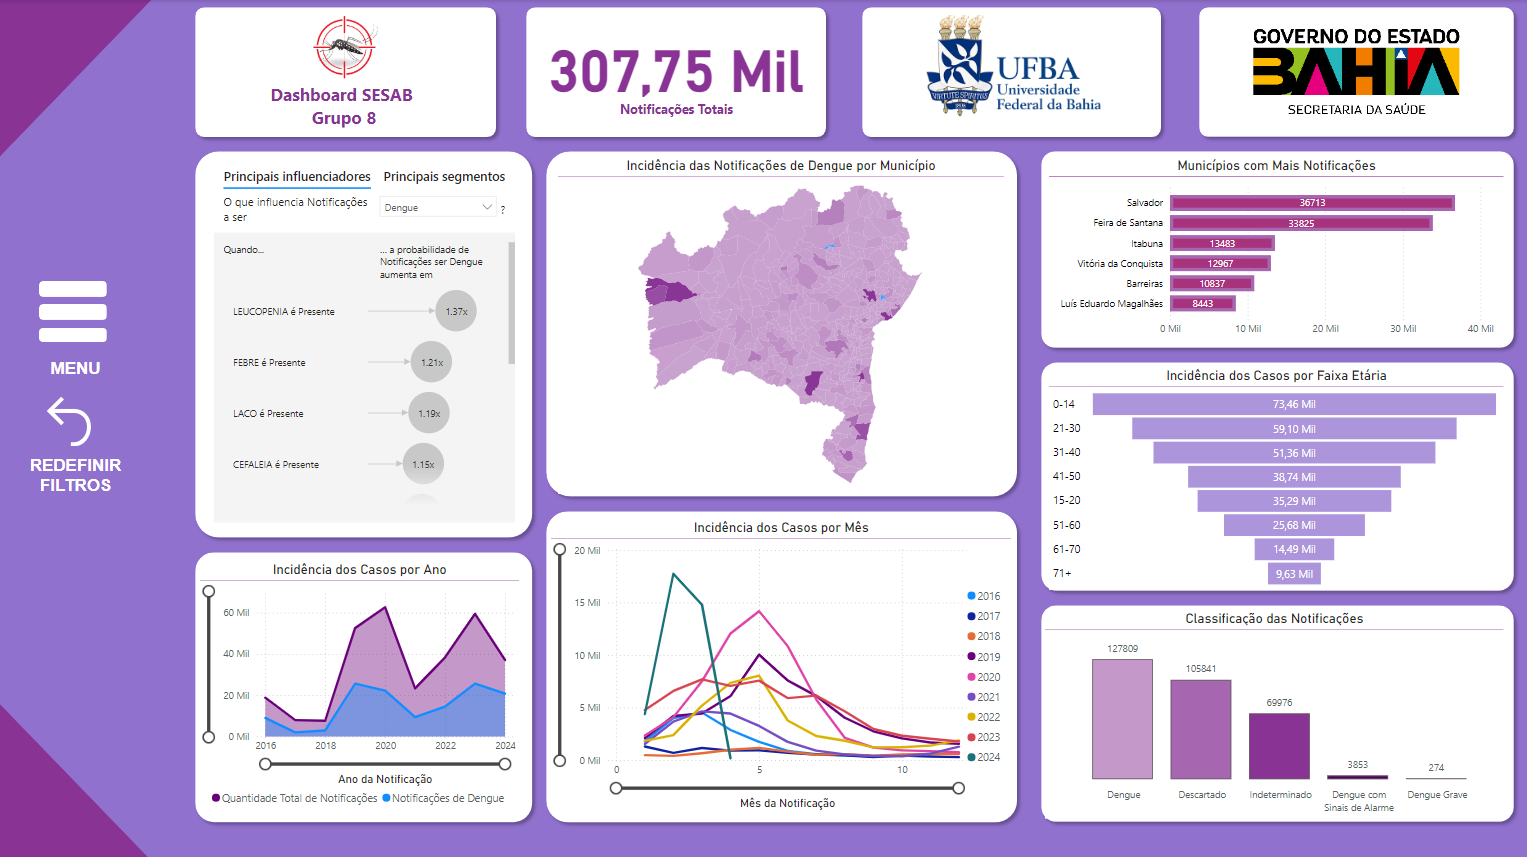 Dashboard SESAB
Grupo 8
307,75 Mil
Notificações Totais
UFBA
Universidade
Federal da Bahia
VIRTUTE SPIRITUS
GOVERNO DO ESTADO
BAHIA
SECRETARIA DA SAÚDE
MENU
REDEFINIR
FILTROS
Principais influenciadores
Principais segmentos
O que influencia Notificações
a ser
Dengue
?
Quando...
... a probabilidade de
Notificações ser Dengue
aumenta em
LEUCOPENIA é Presente
1.37x
FEBRE é Presente
1.21x
LACO é Presente
1.19x
CEFALEIA é Presente
1.15x
Incidência das Notificações de Dengue por Município
Municípios com Mais Notificações
Salvador
36713
Feira de Santana
33825
Itabuna
13483
Vitória da Conquista
12967
Barreiras
10837
Luís Eduardo Magalhães
8443
0 Mil
10 Mil
20 Mil
30 Mil
40 Mil
Incidência dos Casos por Faixa Etária
0-14
73,46 Mil
21-30
59,10 Mil
31-40
51,36 Mil
41-50
38,74 Mil
15-20
35,29 Mil
51-60
25,68 Mil
61-70
14,49 Mil
71+
9,63 Mil
Incidência dos Casos por Ano
60 Mil
40 Mil
20 Mil
0 Mil
2016
2018
2020
2022
2024
Ano da Notificação
Quantidade Total de Notificações
Notificações de Dengue
Incidência dos Casos por Mês
20 Mil
15 Mil
10 Mil
5 Mil
0 Mil
0
5
10
Mês da Notificação
2016
2017
2018
2019
2020
2021
2022
2023
2024
Classificação das Notificações
127809
105841
69976
3853
274
Dengue
Descartado
Indeterminado
Dengue com
Sinais de Alarme
Dengue Grave